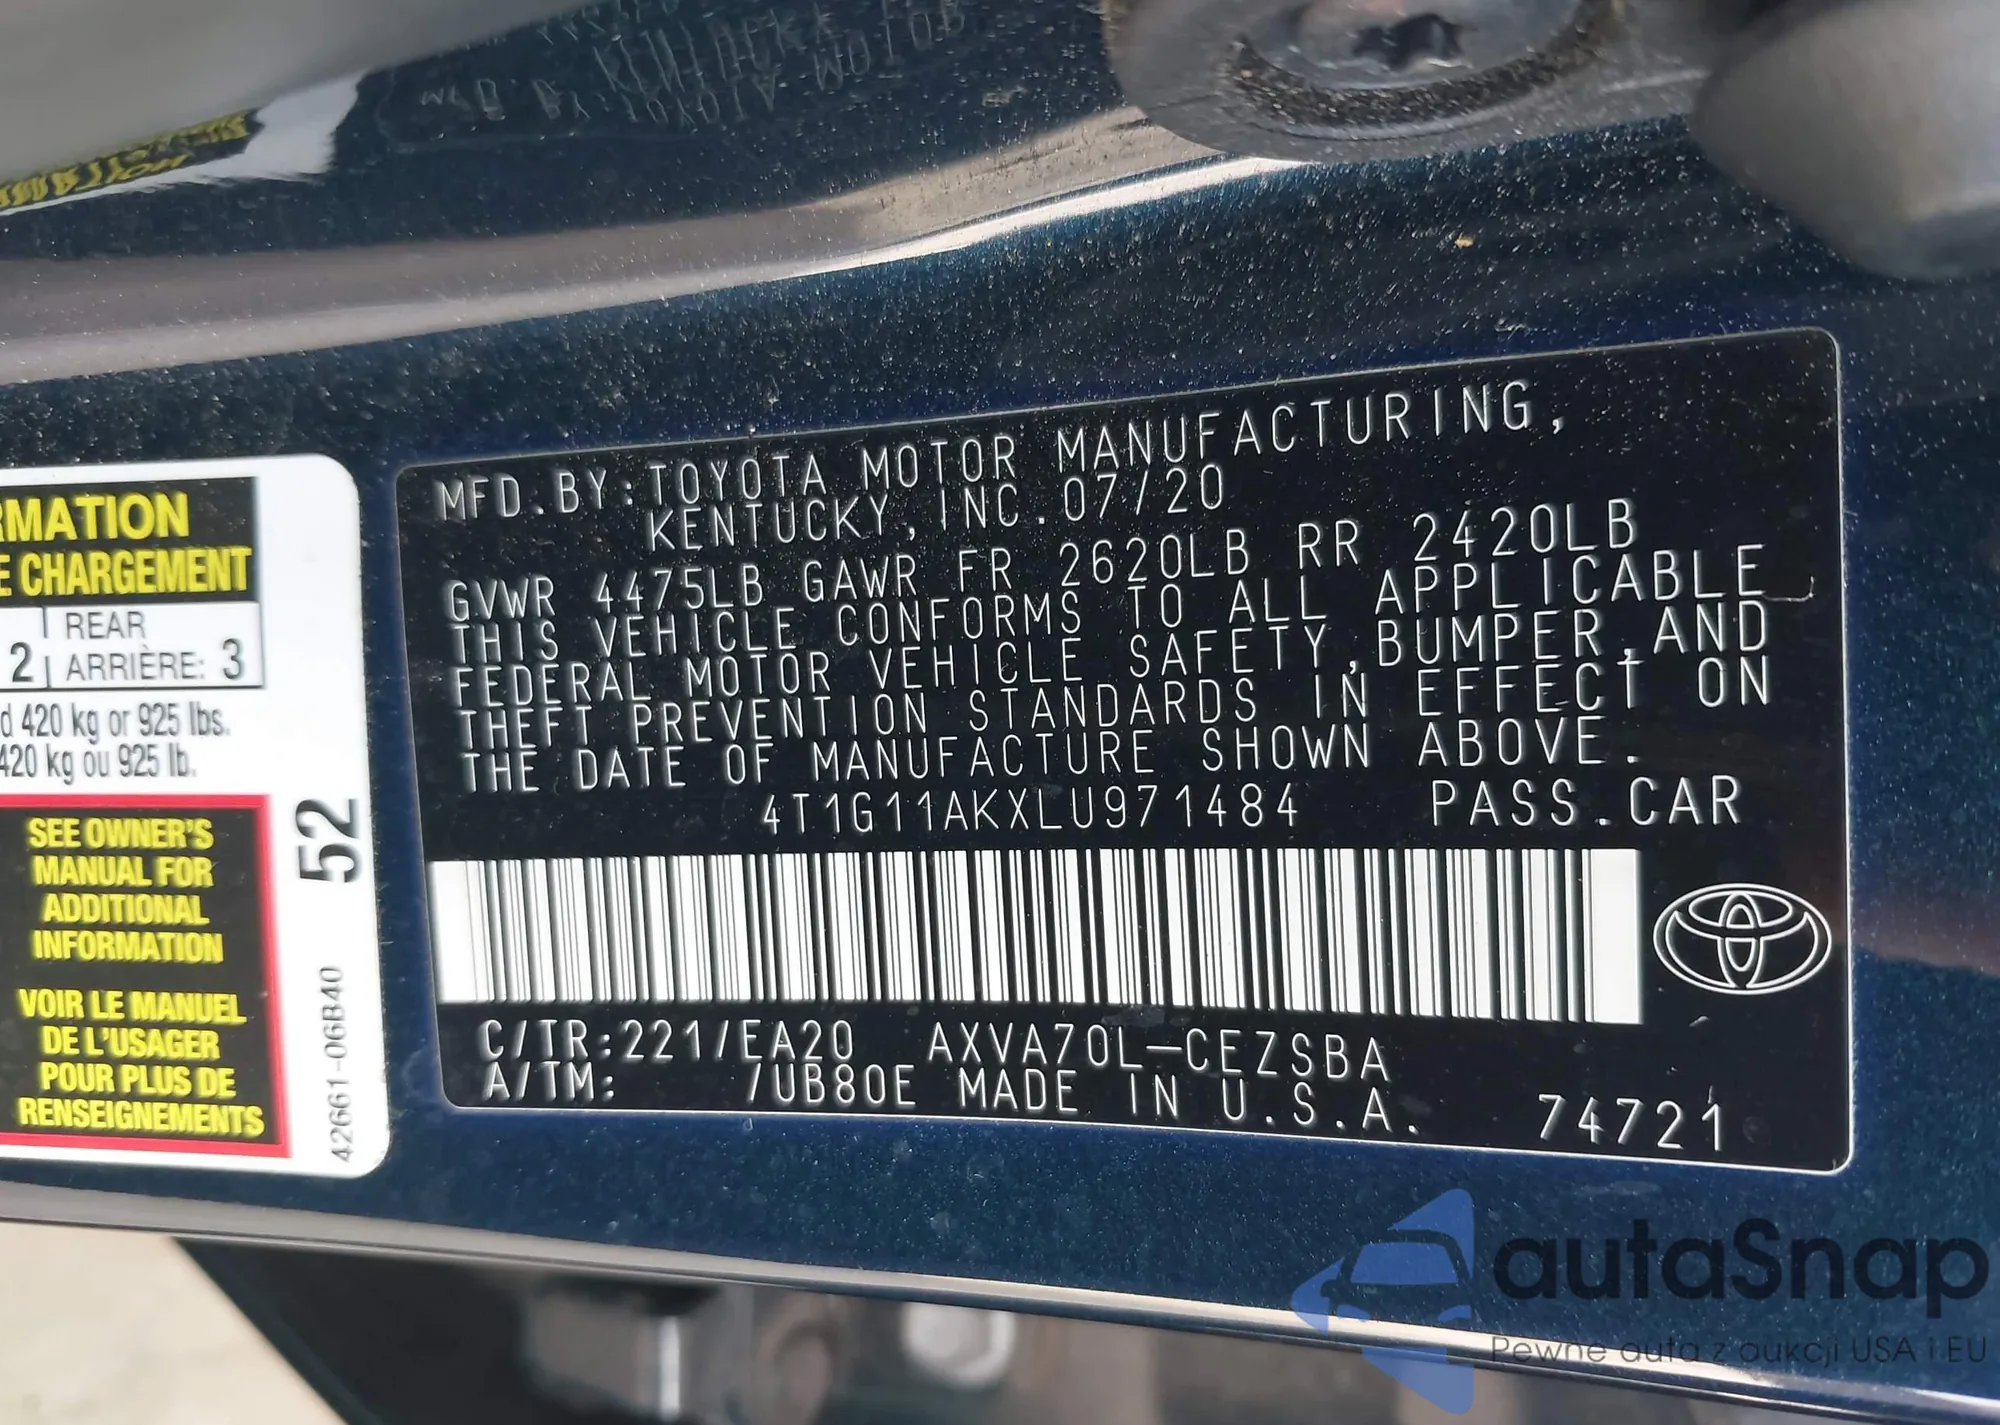 RMATION
E CHARGEMENT
REAR
2 ARRIÈRE: 3
d 420 kg or 925 lbs.
420 kg ou 925 lb.
SEE OWNER'S
MANUAL FOR
ADDITIONAL
INFORMATION
VOIR LE MANUEL
DE L'USAGER
POUR PLUS DE
RENSEIGNEMENTS
52
42661-06B40
MFD.BY:TOYOTA MOTOR MANUFACTURING,
KENTUCKY,INC.07/20
GVWR 4475LB GAWR FR 2620LB RR 2420LB
THIS VEHICLE CONFORMS TO ALL APPLICABLE
FEDERAL MOTOR VEHICLE SAFETY,BUMPER,AND
THEFT PREVENTION STANDARDS IN EFFECT ON
THE DATE OF MANUFACTURE SHOWN ABOVE.
4T1G11AKXLU971484 PASS.CAR
C/TR:221/EA20 AXVA70L-CEZSBA
A/TM: /UB80E MADE IN U.S.A. 74721
autaSnap
Pewne auta z aukcji USA i EU